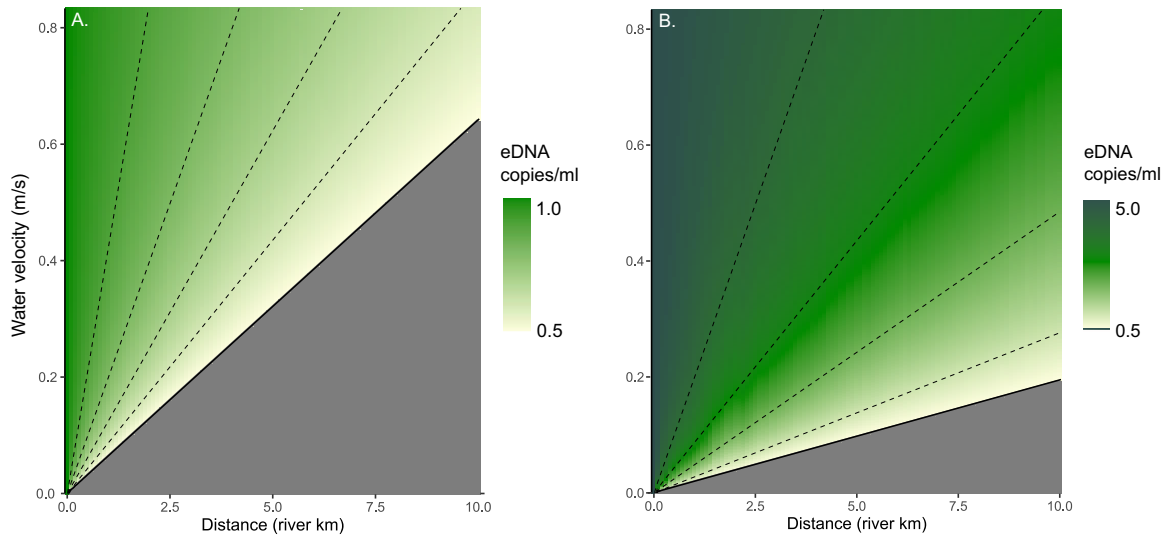 A.
Water velocity (m/s)
0.8
0.6
0.4
0.2
0.0
0.0 2.5 5.0 7.5 10.0
Distance (river km)
eDNA
copies/ml
1.0
0.5
B.
0.8
0.6
0.4
0.2
0.0
0.0 2.5 5.0 7.5 10.0
Distance (river km)
eDNA
copies/ml
5.0
0.5